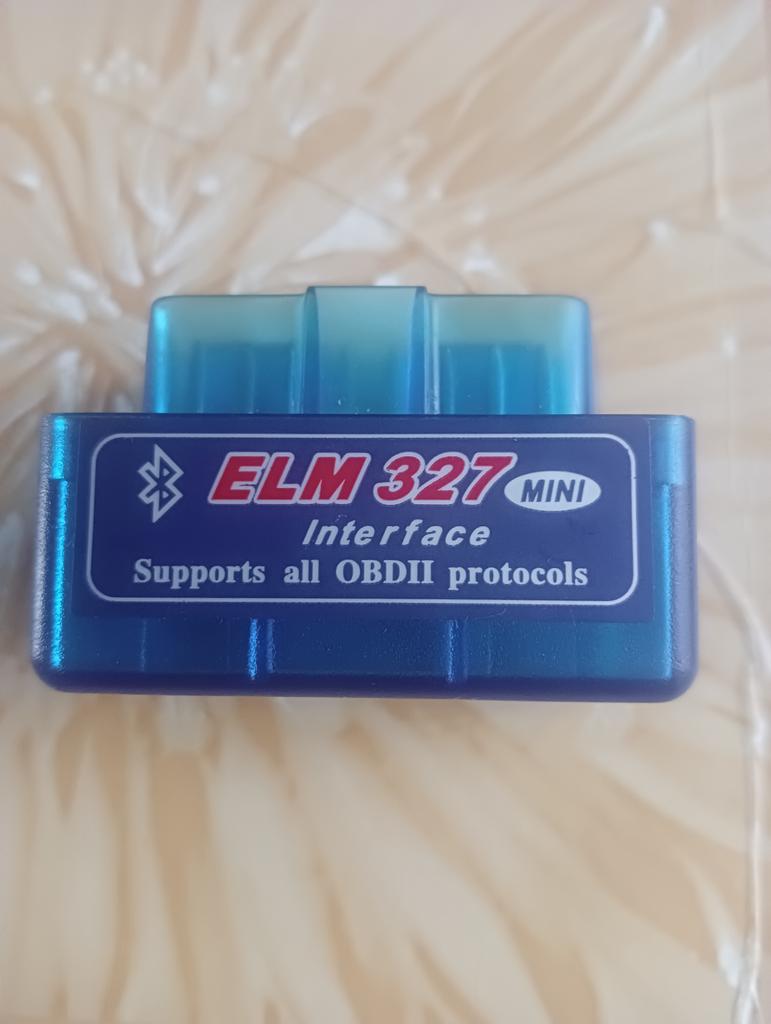 ELM 327 MINI
Interface
Supports all OBDII protocols